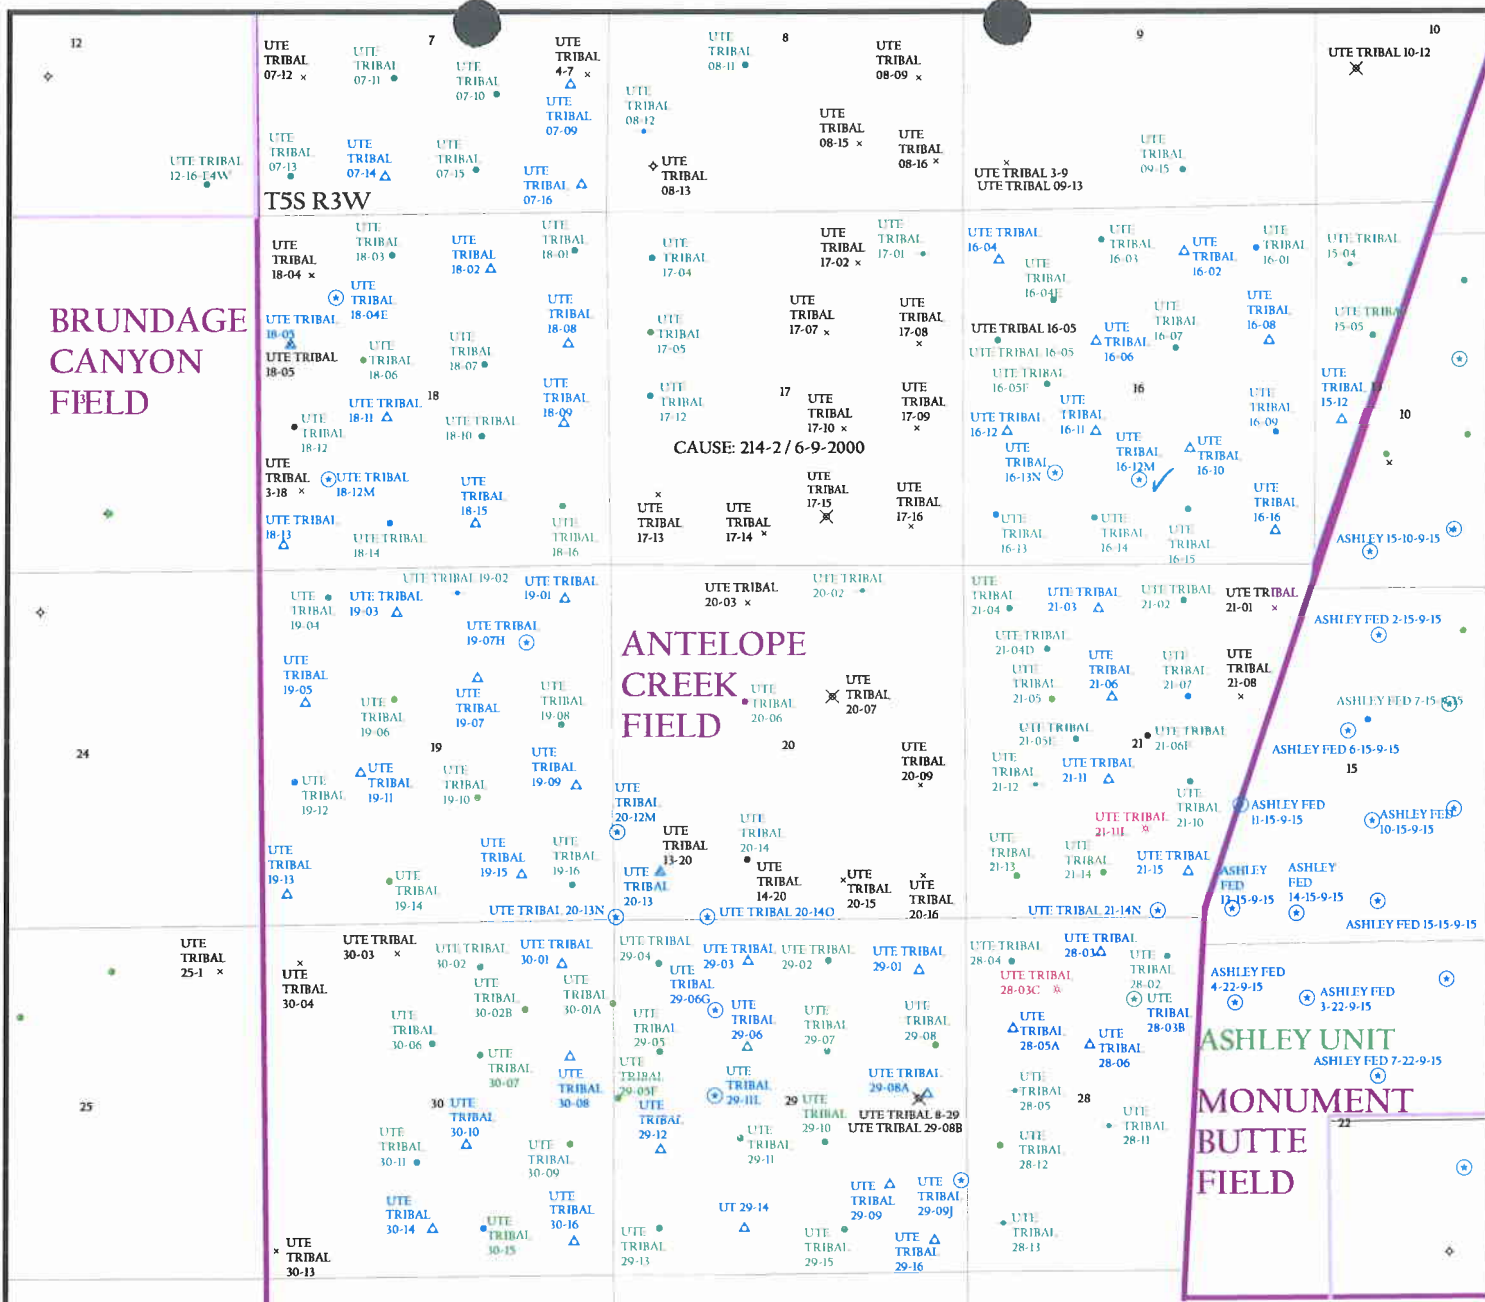 12
7
8
9
10
UTE
TRIBAL
07-12
UTE
TRIBAL
07-11
UTE
TRIBAL
07-10
UTE
TRIBAL
4-7
UTE
TRIBAL
07-09
UTE
TRIBAL
08-11
UTE
TRIBAL
08-12
UTE
TRIBAL
08-09
UTE
TRIBAL
08-15
UTE
TRIBAL
08-16
UTE TRIBAL 10-12
UTE TRIBAL
12-16-E4W
UTE
TRIBAL
07-13
UTE
TRIBAL
07-14
UTE
TRIBAL
07-15
UTE
TRIBAL
07-16
UTE
TRIBAL
08-13
UTE TRIBAL 3-9
UTE TRIBAL 09-13
UTE
TRIBAL
09-15
T5S R3W
UTE
TRIBAL
18-04
UTE
TRIBAL
18-03
UTE
TRIBAL
18-02
UTE
TRIBAL
18-01
UTE
TRIBAL
18-04E
UTE TRIBAL
18-05
UTE TRIBAL
18-05
UTE
TRIBAL
18-06
UTE
TRIBAL
18-07
UTE
TRIBAL
18-08
UTE TRIBAL
18-11
18
UTE TRIBAL
18-10
UTE
TRIBAL
18-09
UTE
TRIBAL
18-12
UTE
TRIBAL
3-18
UTE TRIBAL
18-12M
UTE
TRIBAL
18-15
UTE TRIBAL
18-13
UTE TRIBAL
18-14
UTE
TRIBAL
18-16
BRUNDAGE
CANYON
FIELD
UTE
TRIBAL
17-04
UTE
TRIBAL
17-02
UTE
TRIBAL
17-01
UTE
TRIBAL
17-05
UTE
TRIBAL
17-07
UTE
TRIBAL
17-08
UTE
TRIBAL
17-12
17
UTE
TRIBAL
17-10
UTE
TRIBAL
17-09
CAUSE: 214-2 / 6-9-2000
UTE
TRIBAL
17-13
UTE
TRIBAL
17-14
UTE
TRIBAL
17-15
UTE
TRIBAL
17-16
UTE TRIBAL
16-04
UTE
TRIBAL
16-03
UTE
TRIBAL
16-02
UTE
TRIBAL
16-01
UTE
TRIBAL
16-04E
UTE TRIBAL 16-05
UTE TRIBAL 16-05
UTE TRIBAL
16-05F
UTE
TRIBAL
16-06
UTE
TRIBAL
16-07
UTE
TRIBAL
16-08
16
UTE TRIBAL
16-12
UTE
TRIBAL
16-11
UTE
TRIBAL
16-12M
UTE
TRIBAL
16-10
UTE
TRIBAL
16-09
UTE
TRIBAL
16-13N
UTE
TRIBAL
16-13
UTE
TRIBAL
16-14
UTE
TRIBAL
16-15
UTE
TRIBAL
16-16
UTE TRIBAL
15-04
UTE TRIBAL
15-05
UTE
TRIBAL
15-12
10
ASHLEY 15-10-9-15
UTE
TRIBAL
19-04
UTE TRIBAL
19-03
UTE TRIBAL 19-02
UTE TRIBAL
19-01
UTE TRIBAL
19-07H
UTE
TRIBAL
19-05
UTE
TRIBAL
19-06
UTE
TRIBAL
19-07
UTE
TRIBAL
19-08
19
UTE
TRIBAL
19-12
UTE
TRIBAL
19-11
UTE
TRIBAL
19-10
UTE
TRIBAL
19-09
UTE
TRIBAL
19-13
UTE
TRIBAL
19-14
UTE
TRIBAL
19-15
UTE
TRIBAL
19-16
24
UTE TRIBAL
20-03
UTE TRIBAL
20-02
ANTELOPE
CREEK
FIELD
UTE
TRIBAL
20-06
UTE
TRIBAL
20-07
20
UTE
TRIBAL
20-09
UTE
TRIBAL
20-12M
UTE
TRIBAL
13-20
UTE
TRIBAL
20-13
UTE
TRIBAL
20-14
UTE
TRIBAL
14-20
UTE
TRIBAL
20-15
UTE
TRIBAL
20-16
UTE TRIBAL 20-13N
UTE TRIBAL 20-14O
UTE
TRIBAL
21-04
UTE TRIBAL
21-03
UTE TRIBAL
21-02
UTE TRIBAL
21-01
UTE TRIBAL
21-04D
UTE
TRIBAL
21-05
UTE
TRIBAL
21-06
UTE
TRIBAL
21-07
UTE
TRIBAL
21-08
UTE TRIBAL
21-05E
21
UTE TRIBAL
21-06F
UTE
TRIBAL
21-12
UTE TRIBAL
21-11
UTE
TRIBAL
21-10
UTE TRIBAL
21-11L
UTE
TRIBAL
21-13
UTE
TRIBAL
21-14
UTE TRIBAL
21-15
UTE TRIBAL 21-14N
ASHLEY FED 2-15-9-15
ASHLEY FED 7-15-9-15
ASHLEY FED 6-15-9-15
15
ASHLEY FED
11-15-9-15
ASHLEY FED
10-15-9-15
ASHLEY
FED
13-15-9-15
ASHLEY
FED
14-15-9-15
ASHLEY FED 15-15-9-15
UTE
TRIBAL
25-1
25
UTE
TRIBAL
30-04
UTE TRIBAL
30-03
UTE TRIBAL
30-02
UTE TRIBAL
30-01
UTE
TRIBAL
30-02B
UTE
TRIBAL
30-01A
UTE
TRIBAL
30-06
UTE
TRIBAL
30-07
UTE
TRIBAL
30-08
30
UTE
TRIBAL
30-10
UTE
TRIBAL
30-11
UTE
TRIBAL
30-09
UTE
TRIBAL
30-14
UTE
TRIBAL
30-15
UTE
TRIBAL
30-16
UTE
TRIBAL
30-13
UTE TRIBAL
29-04
UTE TRIBAL
29-03
UTE TRIBAL
29-02
UTE TRIBAL
29-01
UTE
TRIBAL
29-06G
UTE
TRIBAL
29-06
UTE
TRIBAL
29-05
UTE
TRIBAL
29-07
UTE
TRIBAL
29-08
UTE
TRIBAL
29-05F
UTE
TRIBAL
29-11L
UTE TRIBAL
29-08A
UTE TRIBAL 8-29
UTE TRIBAL 29-08B
29
UTE
TRIBAL
29-12
UTE
TRIBAL
29-11
UTE
TRIBAL
29-10
UTE
TRIBAL
29-09
UTE
TRIBAL
29-09J
UTE
TRIBAL
29-13
UT 29-14
UTE
TRIBAL
29-15
UTE
TRIBAL
29-16
UTE TRIBAL
28-04
UTE TRIBAL
28-03
UTE TRIBAL
28-03C
UTE
TRIBAL
28-02
UTE
TRIBAL
28-03B
UTE
TRIBAL
28-05A
UTE
TRIBAL
28-06
UTE
TRIBAL
28-05
28
UTE
TRIBAL
28-11
UTE
TRIBAL
28-12
UTE
TRIBAL
28-13
ASHLEY FED
4-22-9-15
ASHLEY FED
3-22-9-15
ASHLEY UNIT
ASHLEY FED 7-22-9-15
MONUMENT
BUTTE
FIELD
22